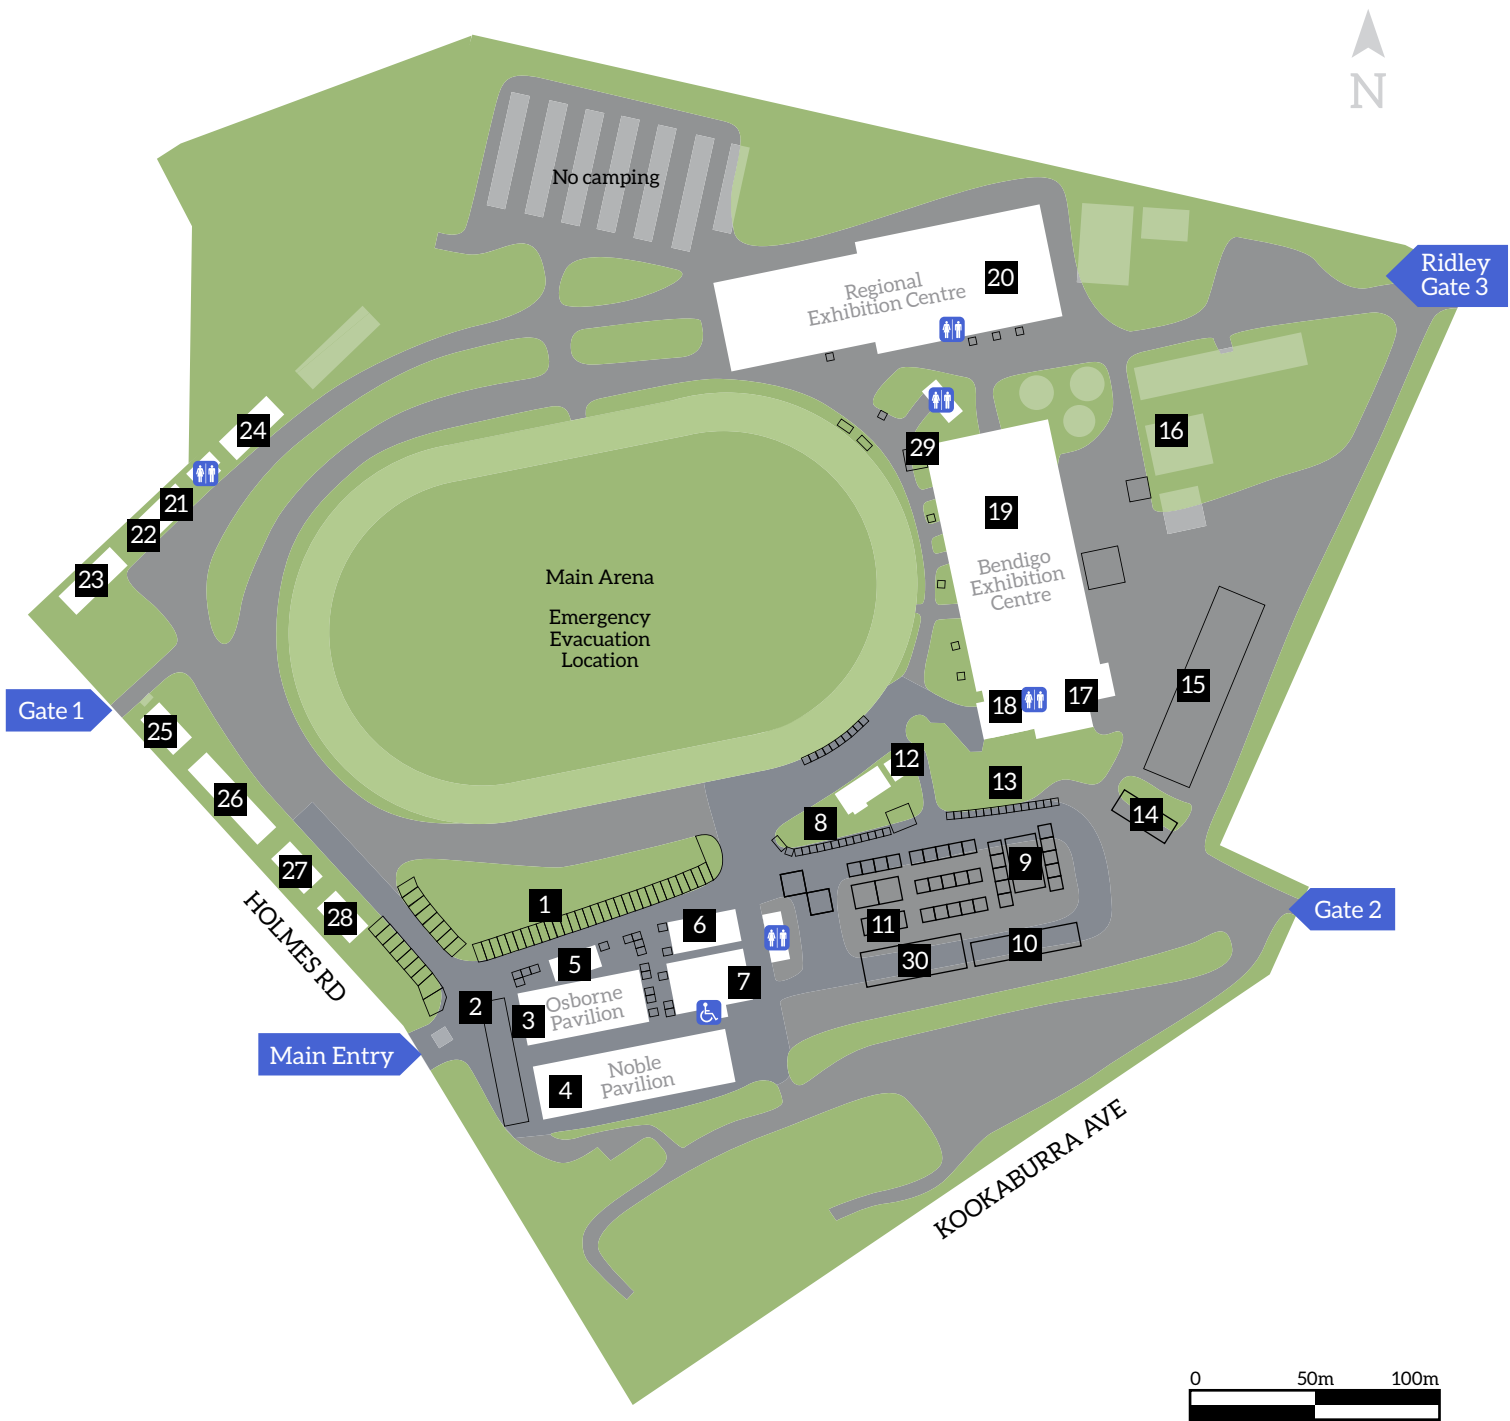 N
No camping
Ridley
Gate 3
20
Regional
Exhibition Centre
24
16
29
21
19
22
Bendigo
Exhibition
Centre
23
Main Arena
Emergency
Evacuation
Location
15
17
18
Gate 1
25
12
13
26
14
8
9
27
1
Gate 2
28
6
11
HOLMES RD
10
30
5
7
2
3
Osborne
Pavilion
Main Entry
4
Noble
Pavilion
KOOKABURRA AVE
0 50m 100m